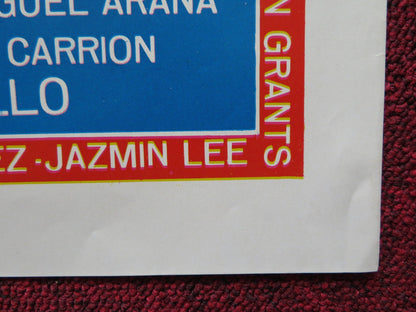 GUEL ARANA
CARRION
LLO
EZ -JAZMIN LEE
N GRANTS